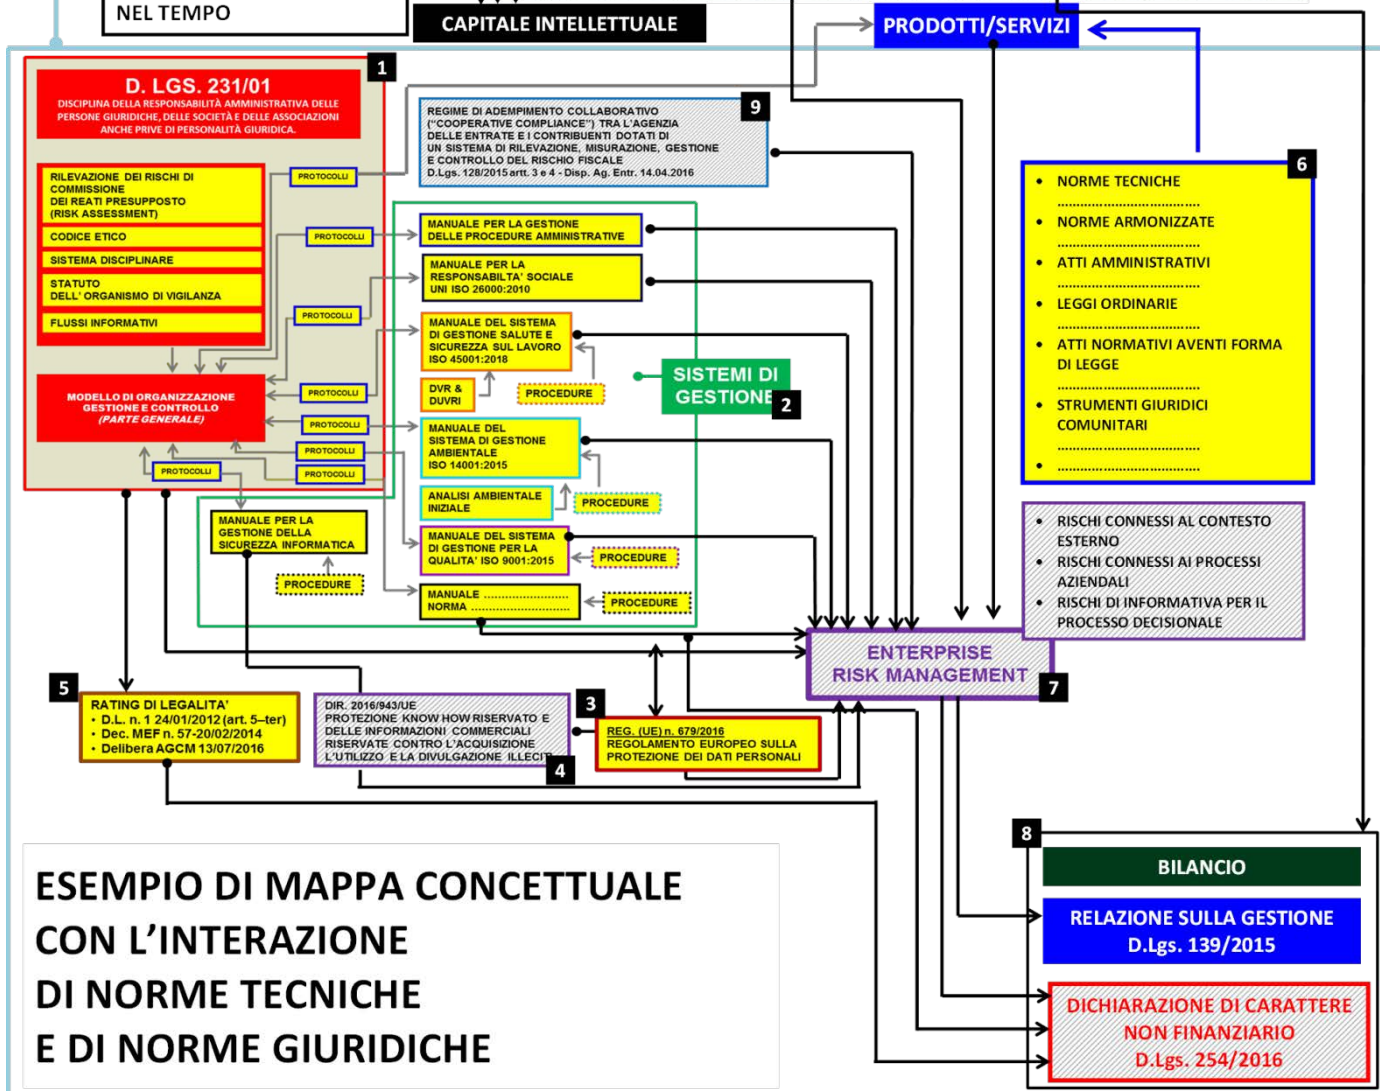 NEL TEMPO
CAPITALE INTELLETTUALE
PRODOTTI/SERVIZI
1
D. LGS. 231/01
DISCIPLINA DELLA RESPONSABILITÀ AMMINISTRATIVA DELLE
PERSONE GIURIDICHE, DELLE SOCIETÀ E DELLE ASSOCIAZIONI
ANCHE PRIVE DI PERSONALITÀ GIURIDICA.
RILEVAZIONE DEI RISCHI DI
COMMISSIONE
DEI REATI PRESUPPOSTO
(RISK ASSESSMENT)
CODICE ETICO
SISTEMA DISCIPLINARE
STATUTO
DELL' ORGANISMO DI VIGILANZA
FLUSSI INFORMATIVI
MODELLO DI ORGANIZZAZIONE
GESTIONE E CONTROLLO
(PARTE GENERALE)
PROTOCOLLI
PROTOCOLLI
PROTOCOLLI
PROTOCOLLI
PROTOCOLLI
PROTOCOLLI
PROTOCOLLI
PROTOCOLLI
9
REGIME DI ADEMPIMENTO COLLABORATIVO
("COOPERATIVE COMPLIANCE") TRA L'AGENZIA
DELLE ENTRATE E I CONTRIBUENTI DOTATI DI
UN SISTEMA DI RILEVAZIONE, MISURAZIONE, GESTIONE
E CONTROLLO DEL RISCHIO FISCALE
D.Lgs. 128/2015 artt. 3 e 4 - Disp. Ag. Entr. 14.04.2016
MANUALE PER LA GESTIONE
DELLE PROCEDURE AMMINISTRATIVE
MANUALE PER LA
RESPONSABILTA' SOCIALE
UNI ISO 26000:2010
MANUALE DEL SISTEMA
DI GESTIONE SALUTE E
SICUREZZA SUL LAVORO
ISO 45001:2018
DVR &
DUVRI
PROCEDURE
SISTEMI DI
GESTIONE
2
MANUALE DEL
SISTEMA DI GESTIONE
AMBIENTALE
ISO 14001:2015
ANALISI AMBIENTALE
INIZIALE
PROCEDURE
MANUALE DEL SISTEMA
DI GESTIONE PER LA
QUALITA' ISO 9001:2015
PROCEDURE
MANUALE ........................
NORMA ............................
PROCEDURE
MANUALE PER LA
GESTIONE DELLA
SICUREZZA INFORMATICA
PROCEDURE
6
• NORME TECNICHE
..................................
• NORME ARMONIZZATE
..................................
• ATTI AMMINISTRATIVI
..................................
• LEGGI ORDINARIE
..................................
• ATTI NORMATIVI AVENTI FORMA
DI LEGGE
..................................
• STRUMENTI GIURIDICI
COMUNITARI
..................................
• ..................................
• RISCHI CONNESSI AL CONTESTO
ESTERNO
• RISCHI CONNESSI AI PROCESSI
AZIENDALI
• RISCHI DI INFORMATIVA PER IL
PROCESSO DECISIONALE
ENTERPRISE
RISK MANAGEMENT
7
5
RATING DI LEGALITA'
• D.L. n. 1 24/01/2012 (art. 5–ter)
• Dec. MEF n. 57-20/02/2014
• Delibera AGCM 13/07/2016
DIR. 2016/943/UE
PROTEZIONE KNOW HOW RISERVATO E
DELLE INFORMAZIONI COMMERCIALI
RISERVATE CONTRO L'ACQUISIZIONE
L'UTILIZZO E LA DIVULGAZIONE ILLECIT
4
3
REG. (UE) n. 679/2016
REGOLAMENTO EUROPEO SULLA
PROTEZIONE DEI DATI PERSONALI
8
BILANCIO
RELAZIONE SULLA GESTIONE
D.Lgs. 139/2015
DICHIARAZIONE DI CARATTERE
NON FINANZIARIO
D.Lgs. 254/2016
ESEMPIO DI MAPPA CONCETTUALE
CON L'INTERAZIONE
DI NORME TECNICHE
E DI NORME GIURIDICHE